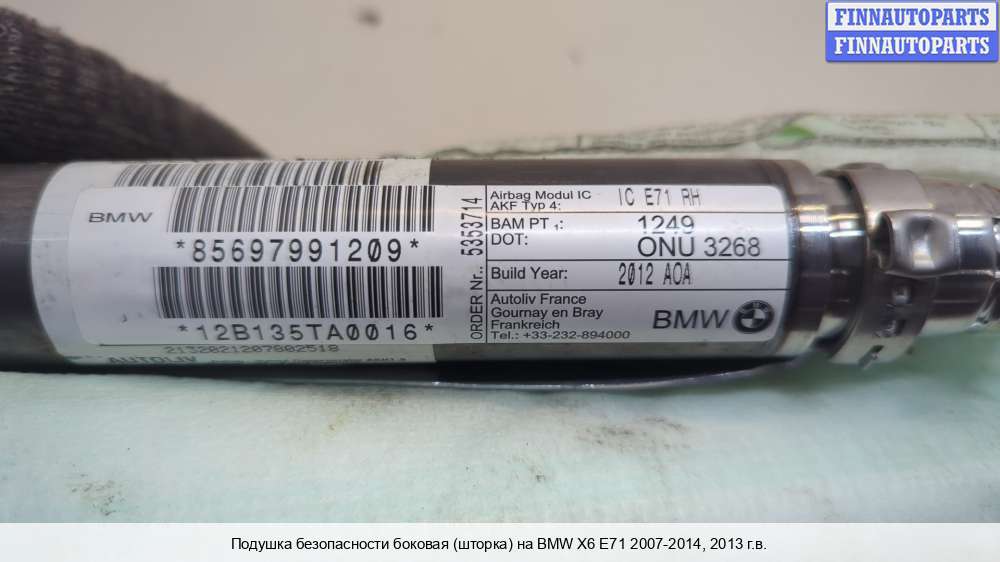 FINNAUTOPARTS
FINNAUTOPARTS
BMW
*85697991209*
*12B135TA0016*
2132021207802518
AUTOLIV
ORDER Nr.: 5353714
Airbag Modul IC IC E71 RH
AKF Typ 4:
BAM PT 1: 1249
DOT: ONU 3268
Build Year: 2012 AOA
Autoliv France
Gournay en Bray
Frankreich
Tel.: +33-232-894000
BMW
Подушка безопасности боковая (шторка) на BMW X6 E71 2007-2014, 2013 г.в.